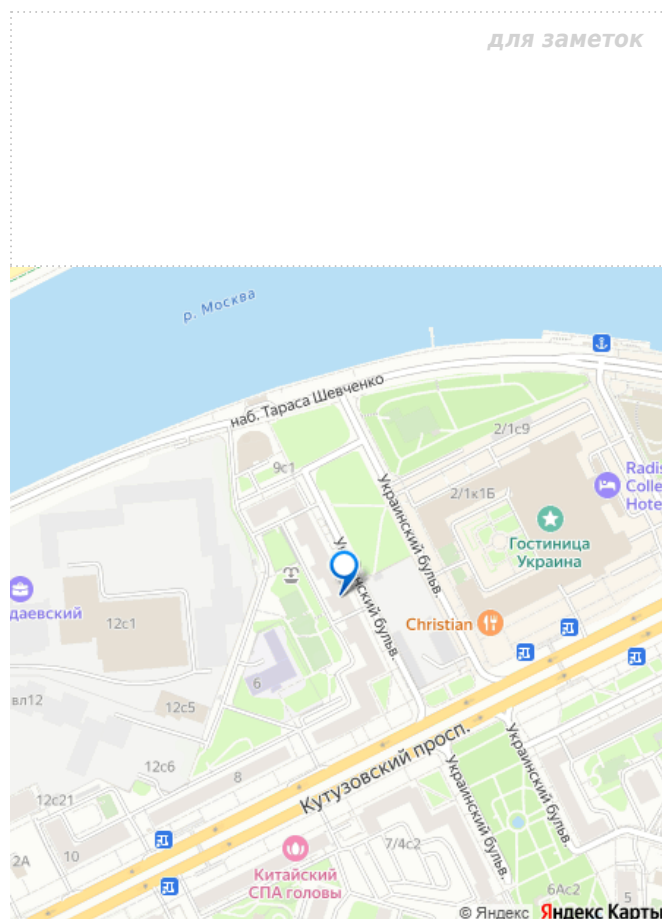 для заметок
р. Москва
наб. Тараса Шевченко
2/1с9
9с1
Radis
Colle
Hote
2/1к1Б
Украинский бульв.
Гостиница
Украина
даевский
12с1
Christian
6
вл12
12с5
12с6
8
Кутузовский просп.
Украинский бульв.
Украинский бульв.
12с21
2А
10
7/4с2
Китайский
СПА головы
6Ас2
5
© Яндекс Яндекс Карты